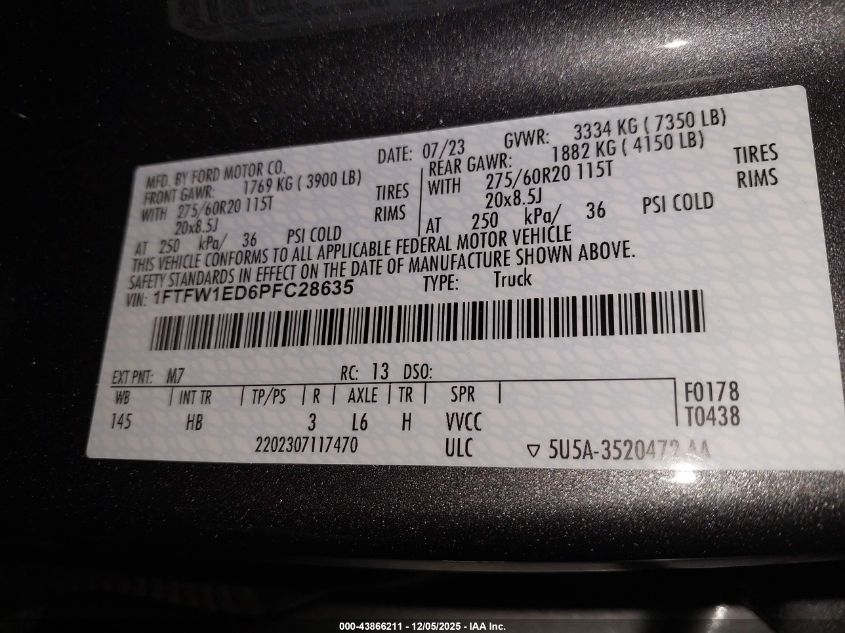 MFD. BY FORD MOTOR CO.
DATE: 07/23
GVWR: 3334 KG ( 7350 LB)
FRONT GAWR: 1769 KG ( 3900 LB)
WITH 275/60R20 115T TIRES
20x8.5J RIMS
AT 250 kPa/ 36 PSI COLD
REAR GAWR: 1882 KG ( 4150 LB)
WITH 275/60R20 115T TIRES
20x8.5J RIMS
AT 250 kPa/ 36 PSI COLD
THIS VEHICLE CONFORMS TO ALL APPLICABLE FEDERAL MOTOR VEHICLE
SAFETY STANDARDS IN EFFECT ON THE DATE OF MANUFACTURE SHOWN ABOVE.
VIN: 1FTFW1ED6PFC28635 TYPE: Truck
EXT PNT: M7 RC: 13 DSO:
WB INT TR TP/PS R AXLE TR SPR F0178
145 HB 3 L6 H VVCC T0438
2202307117470 ULC ▽ 5U5A-3520472-AA
000-43866211 - 12/05/2025 - IAA Inc.